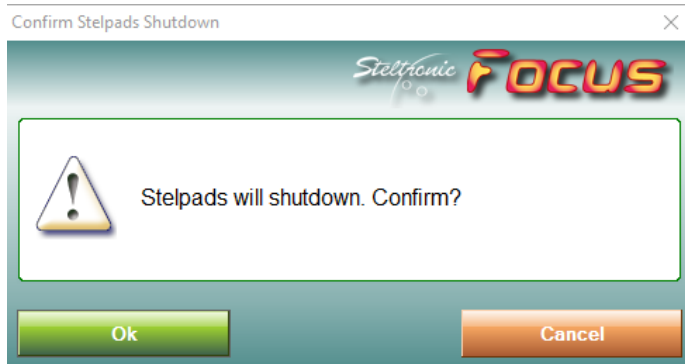 Confirm Stelpads Shutdown
Steltronic Focus
Stelpads will shutdown. Confirm?
Ok
Cancel